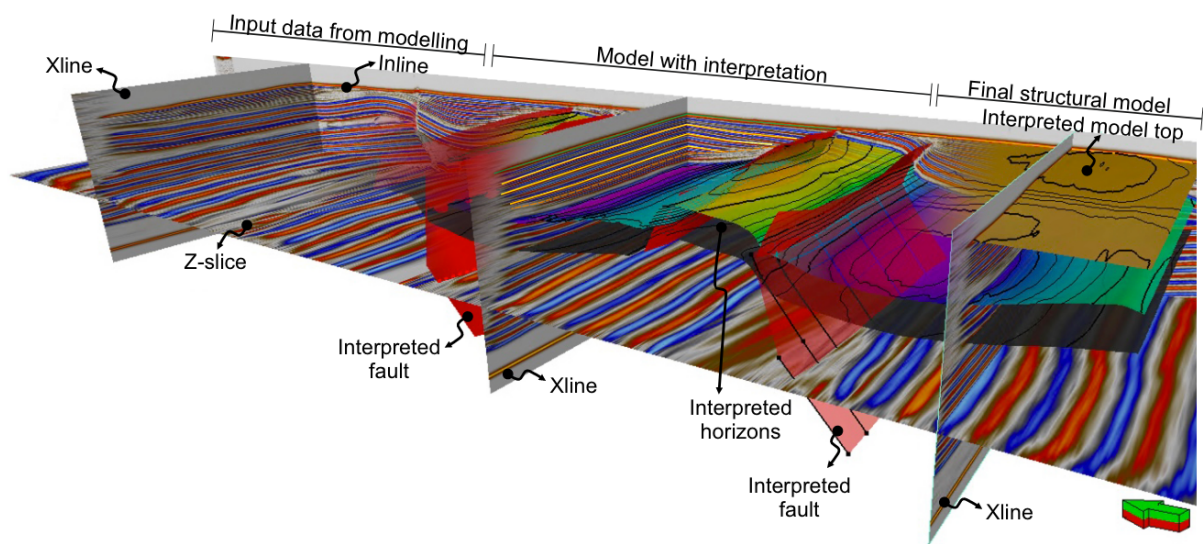 Input data from modelling
Model with interpretation
Final structural model
Xline
Inline
Interpreted model top
Z-slice
Interpreted
fault
Xline
Interpreted
horizons
Interpreted
fault
Xline